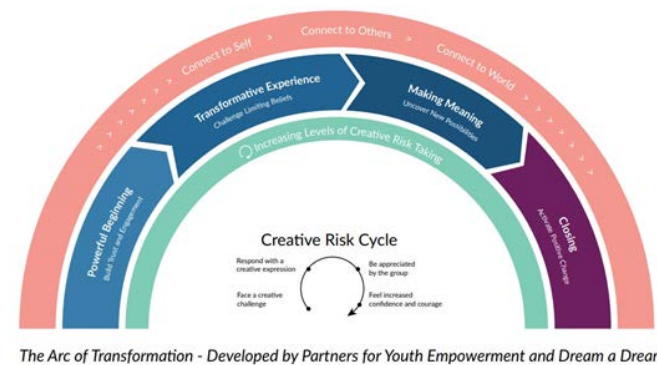 Connect to Self > Connect to Others > Connect to World
Powerful Beginning
Build Trust and Engagement
Transformative Experience
Challenge Limiting Beliefs
Making Meaning
Uncover New Possibilities
Closing
Activate Positive Change
Increasing Levels of Creative Risk Taking
Creative Risk Cycle
Respond with a
creative expression
Be appreciated
by the group
Face a creative
challenge
Feel increased
confidence and courage
The Arc of Transformation - Developed by Partners for Youth Empowerment and Dream a